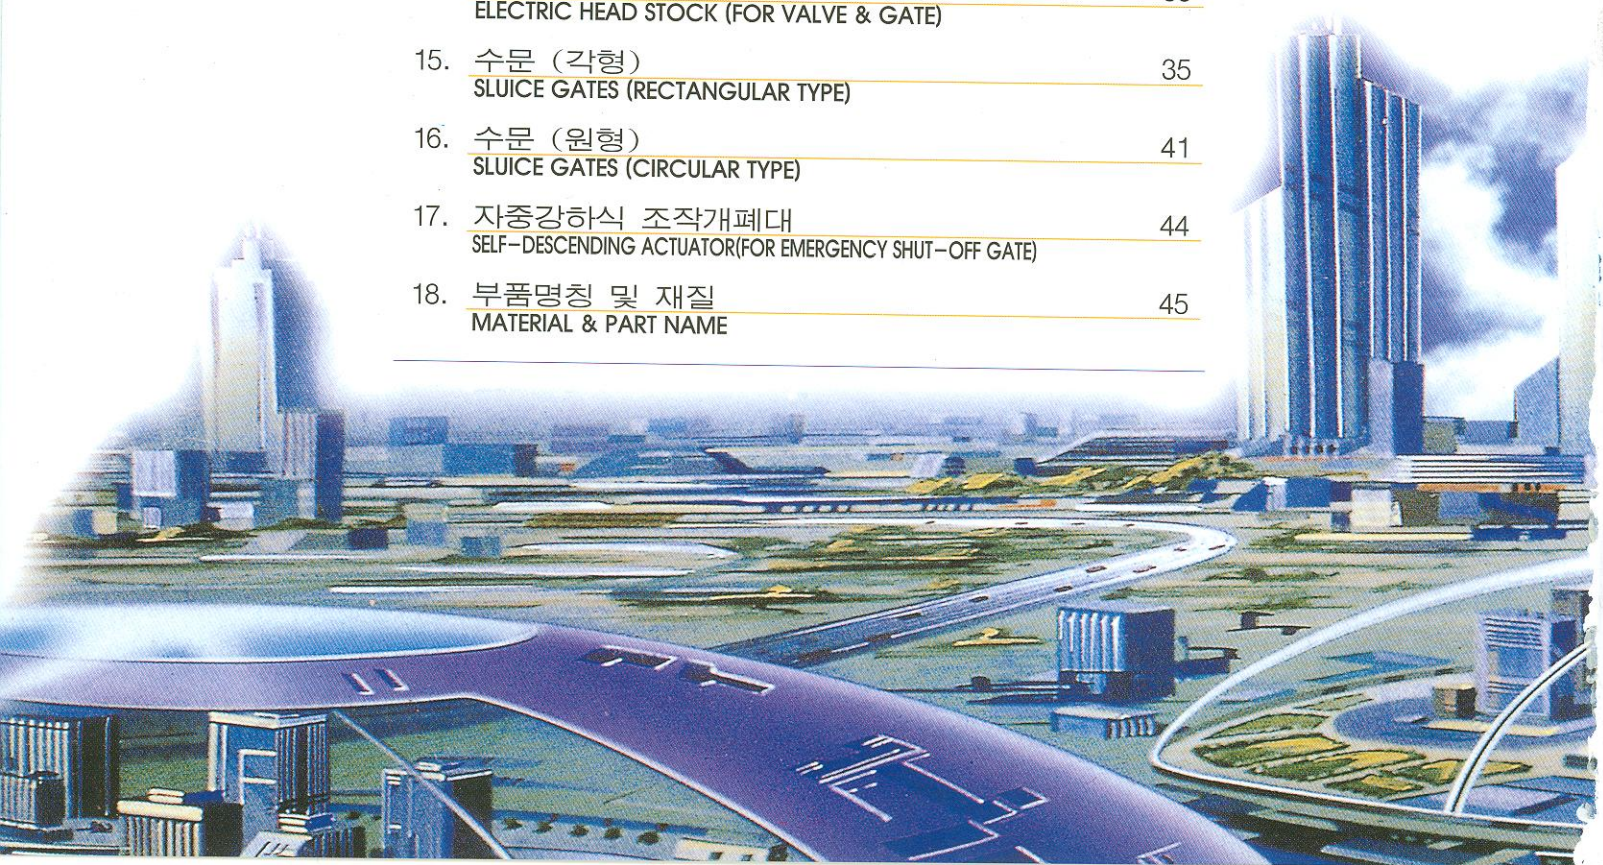 ELECTRIC HEAD STOCK (FOR VALVE & GATE)
15. 수문 (각형) 35
SLUICE GATES (RECTANGULAR TYPE)
16. 수문 (원형) 41
SLUICE GATES (CIRCULAR TYPE)
17. 자중강하식 조작개폐대 44
SELF-DESCENDING ACTUATOR(FOR EMERGENCY SHUT-OFF GATE)
18. 부품명칭 및 재질 45
MATERIAL & PART NAME